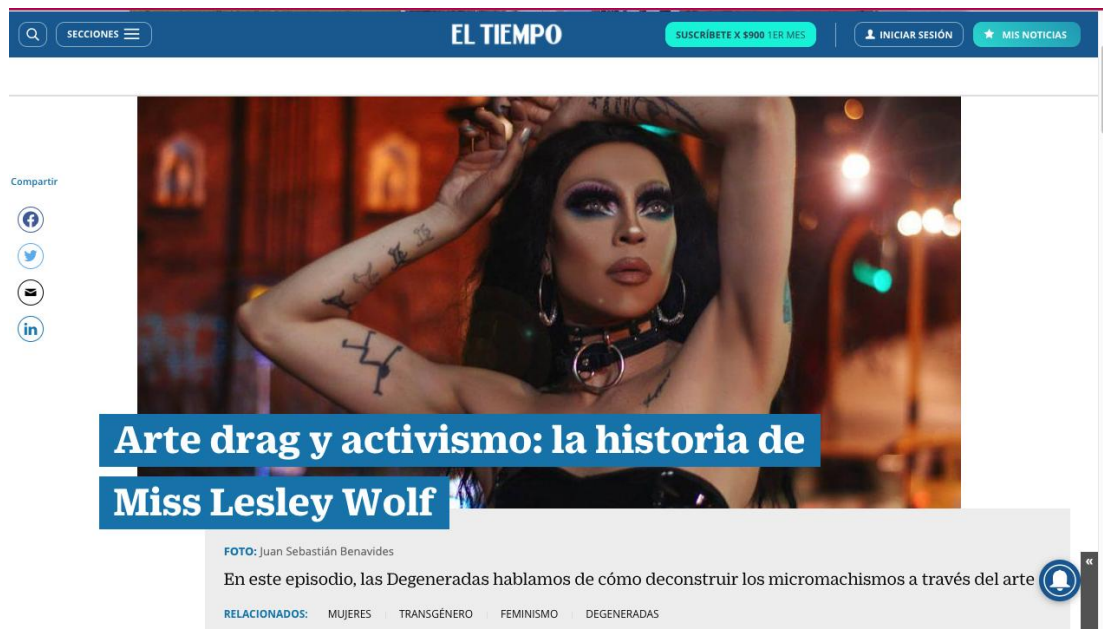 SECCIONES
EL TIEMPO
SUSCRÍBETE X $900 1ER MES
INICIAR SESIÓN
MIS NOTICIAS
Compartir
Arte drag y activismo: la historia de
Miss Lesley Wolf
FOTO: Juan Sebastián Benavides
En este episodio, las Degeneradas hablamos de cómo deconstruir los micromachismos a través del arte
RELACIONADOS: MUJERES TRANSGÉNERO FEMINISMO DEGENERADAS